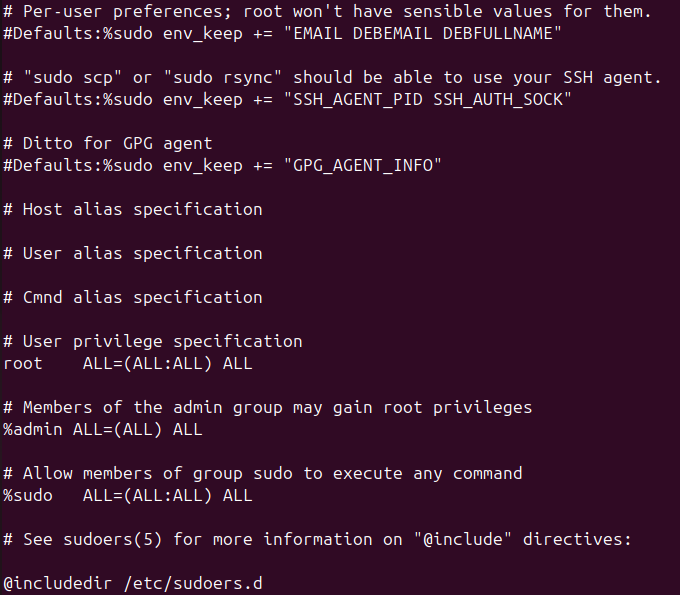 # Per-user preferences; root won't have sensible values for them.
#Defaults:%sudo env_keep += "EMAIL DEBEMAIL DEBFULLNAME"
# "sudo scp" or "sudo rsync" should be able to use your SSH agent.
#Defaults:%sudo env_keep += "SSH_AGENT_PID SSH_AUTH_SOCK"
# Ditto for GPG agent
#Defaults:%sudo env_keep += "GPG_AGENT_INFO"
# Host alias specification
# User alias specification
# Cmnd alias specification
# User privilege specification
root    ALL=(ALL:ALL) ALL
# Members of the admin group may gain root privileges
%admin ALL=(ALL) ALL
# Allow members of group sudo to execute any command
%sudo   ALL=(ALL:ALL) ALL
# See sudoers(5) for more information on "@include" directives:
@includedir /etc/sudoers.d